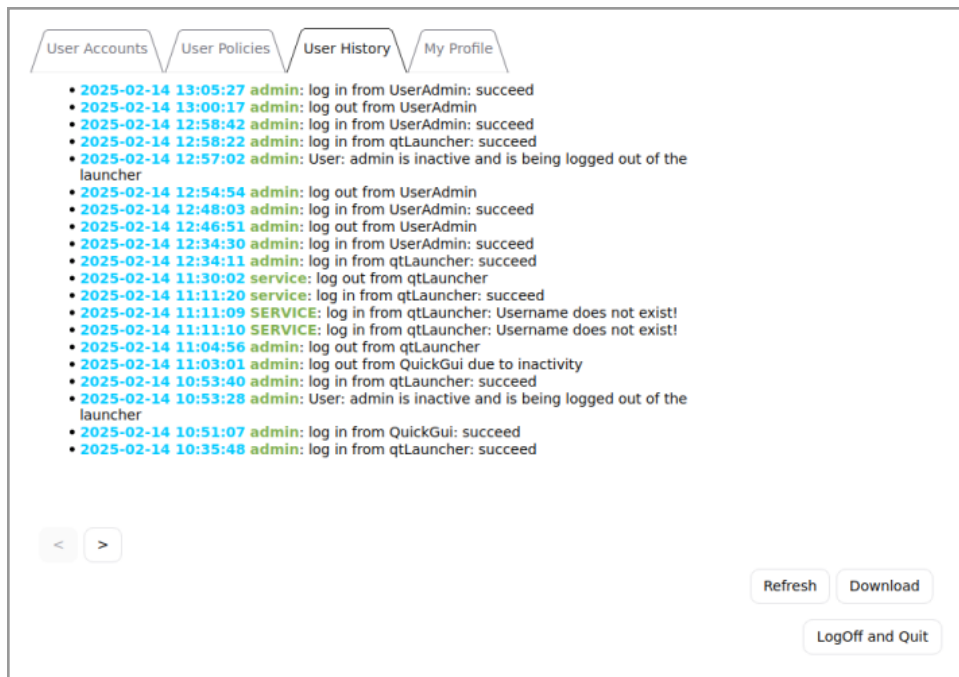 User Accounts
User Policies
User History
My Profile
• 2025-02-14 13:05:27 admin: log in from UserAdmin: succeed
• 2025-02-14 13:00:17 admin: log out from UserAdmin
• 2025-02-14 12:58:42 admin: log in from UserAdmin: succeed
• 2025-02-14 12:58:22 admin: log in from qtLauncher: succeed
• 2025-02-14 12:57:02 admin: User: admin is inactive and is being logged out of the
launcher
• 2025-02-14 12:54:54 admin: log out from UserAdmin
• 2025-02-14 12:48:03 admin: log in from UserAdmin: succeed
• 2025-02-14 12:46:51 admin: log out from UserAdmin
• 2025-02-14 12:34:30 admin: log in from UserAdmin: succeed
• 2025-02-14 12:34:11 admin: log in from qtLauncher: succeed
• 2025-02-14 11:30:02 service: log out from qtLauncher
• 2025-02-14 11:11:20 service: log in from qtLauncher: succeed
• 2025-02-14 11:11:09 SERVICE: log in from qtLauncher: Username does not exist!
• 2025-02-14 11:11:10 SERVICE: log in from qtLauncher: Username does not exist!
• 2025-02-14 11:04:56 admin: log out from qtLauncher
• 2025-02-14 11:03:01 admin: log out from QuickGui due to inactivity
• 2025-02-14 10:53:40 admin: log in from qtLauncher: succeed
• 2025-02-14 10:53:28 admin: User: admin is inactive and is being logged out of the
launcher
• 2025-02-14 10:51:07 admin: log in from QuickGui: succeed
• 2025-02-14 10:35:48 admin: log in from qtLauncher: succeed
< >
Refresh
Download
LogOff and Quit